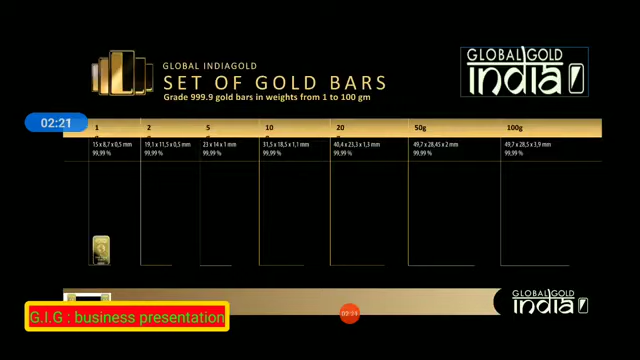 GLOBAL INDIAGOLD
SET OF GOLD BARS
Grade 999.9 gold bars in weights from 1 to 100 gm
GLOBAL GOLD
india
02:21
1 2 5 10 20 50g 100g
15 x 8,7 x 0,5 mm 19,1 x 11,5 x 0,5 mm 23 x 14 x 1 mm 31,5 x 18,5 x 1,1 mm 40,4 x 23,3 x 1,3 mm 49,7 x 28,45 x 2 mm 49,7 x 28,5 x 3,9 mm
99,99 % 99,99 % 99,99 % 99,99 % 99,99 % 99,99 % 99,99 %
GLOBAL GOLD
india
G.I.G : business presentation
02:21